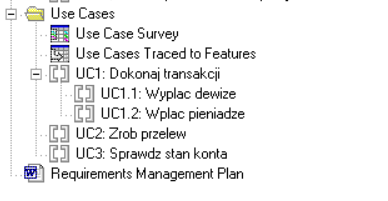 Use Cases
Use Case Survey
Use Cases Traced to Features
UC1: Dokonaj transakcji
UC1.1: Wyplac dewize
UC1.2: Wplac pieniadze
UC2: Zrob przelew
UC3: Sprawdz stan konta
Requirements Management Plan